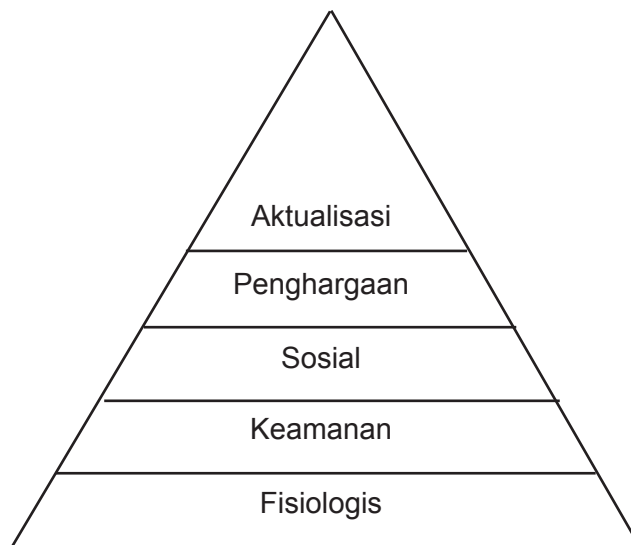 Aktualisasi
Penghargaan
Sosial
Keamanan
Fisiologis